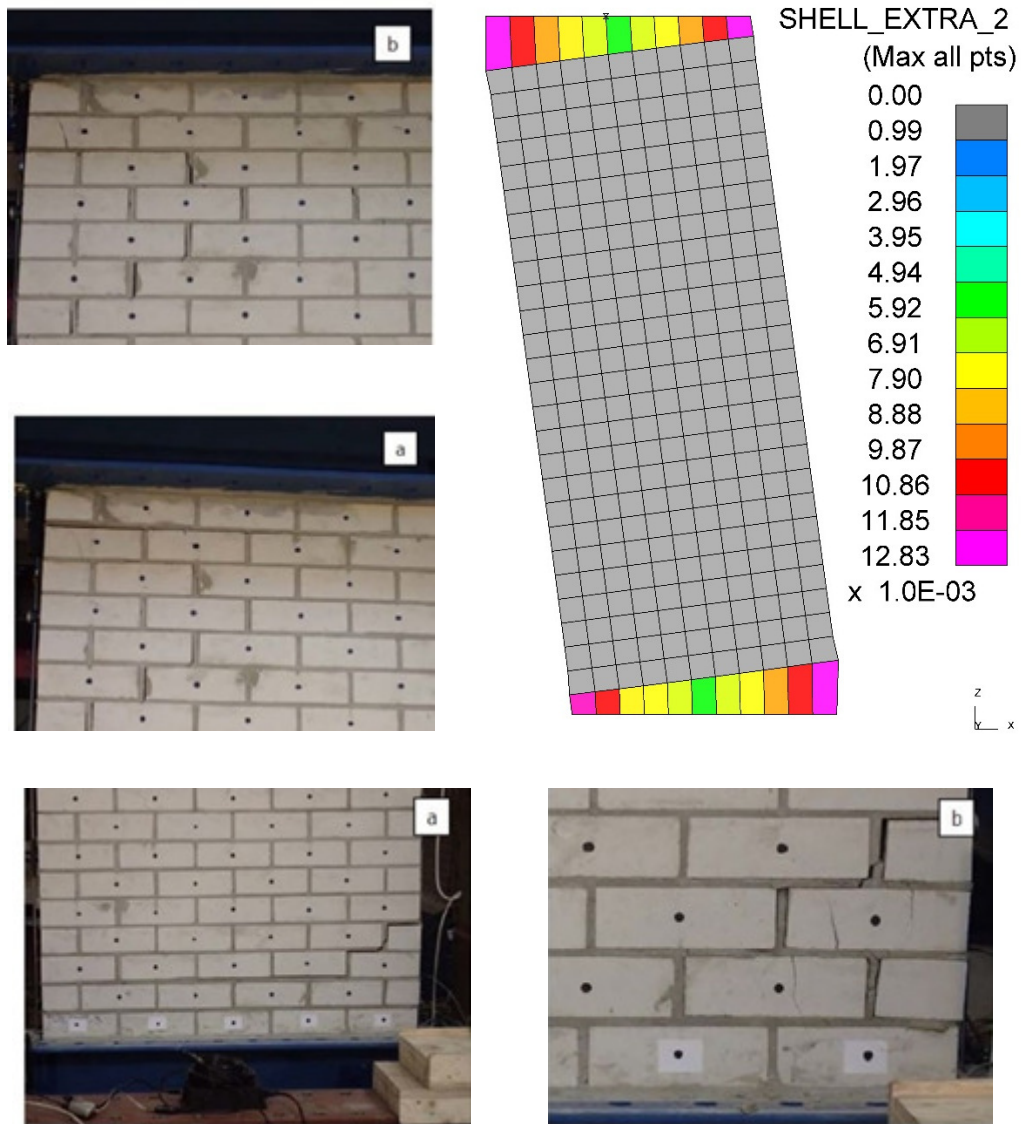 b
SHELL_EXTRA_2
(Max all pts)
0.00
0.99
1.97
2.96
3.95
4.94
5.92
6.91
7.90
8.88
9.87
10.86
11.85
12.83
x 1.0E-03
a
Z
Y X
a
b